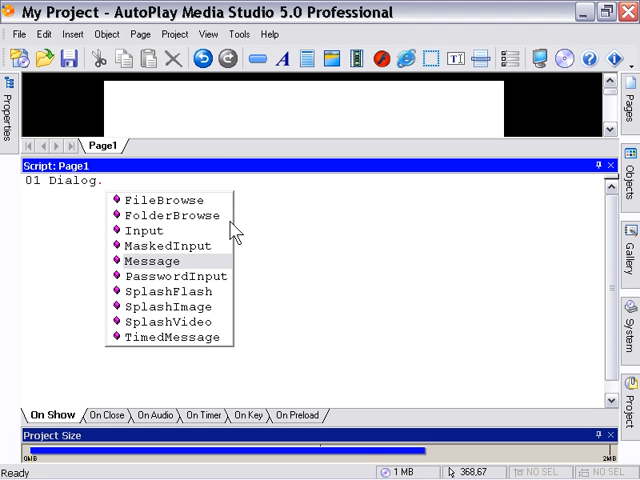 My Project - AutoPlay Media Studio 5.0 Professional
File Edit Insert Object Page Project View Tools Help
Properties
Pages
Objects
Gallery
System
Project
Page1
Script: Page1
01 Dialog.
FileBrowse
FolderBrowse
Input
MaskedInput
Message
PasswordInput
SplashFlash
SplashImage
SplashVideo
TimedMessage
On Show On Close On Audio On Timer On Key On Preload
Project Size
0MB 2MB
Ready 1 MB 368,67 NO SEL NO SEL